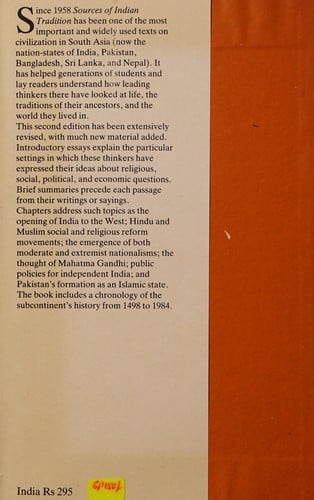 Since 1958 Sources of Indian
Tradition has been one of the most
important and widely used texts on
civilization in South Asia (now the
nation-states of India, Pakistan,
Bangladesh, Sri Lanka, and Nepal). It
has helped generations of students and
lay readers understand how leading
thinkers there have looked at life, the
traditions of their ancestors, and the
world they lived in.
This second edition has been extensively
revised, with much new material added.
Introductory essays explain the particular
settings in which these thinkers have
expressed their ideas about religious,
social, political, and economic questions.
Brief summaries precede each passage
from their writings or sayings.
Chapters address such topics as the
opening of India to the West; Hindu and
Muslim social and religious reform
movements; the emergence of both
moderate and extremist nationalisms; the
thought of Mahatma Gandhi; public
policies for independent India; and
Pakistan's formation as an Islamic state.
The book includes a chronology of the
subcontinent's history from 1498 to 1984.
India Rs 295